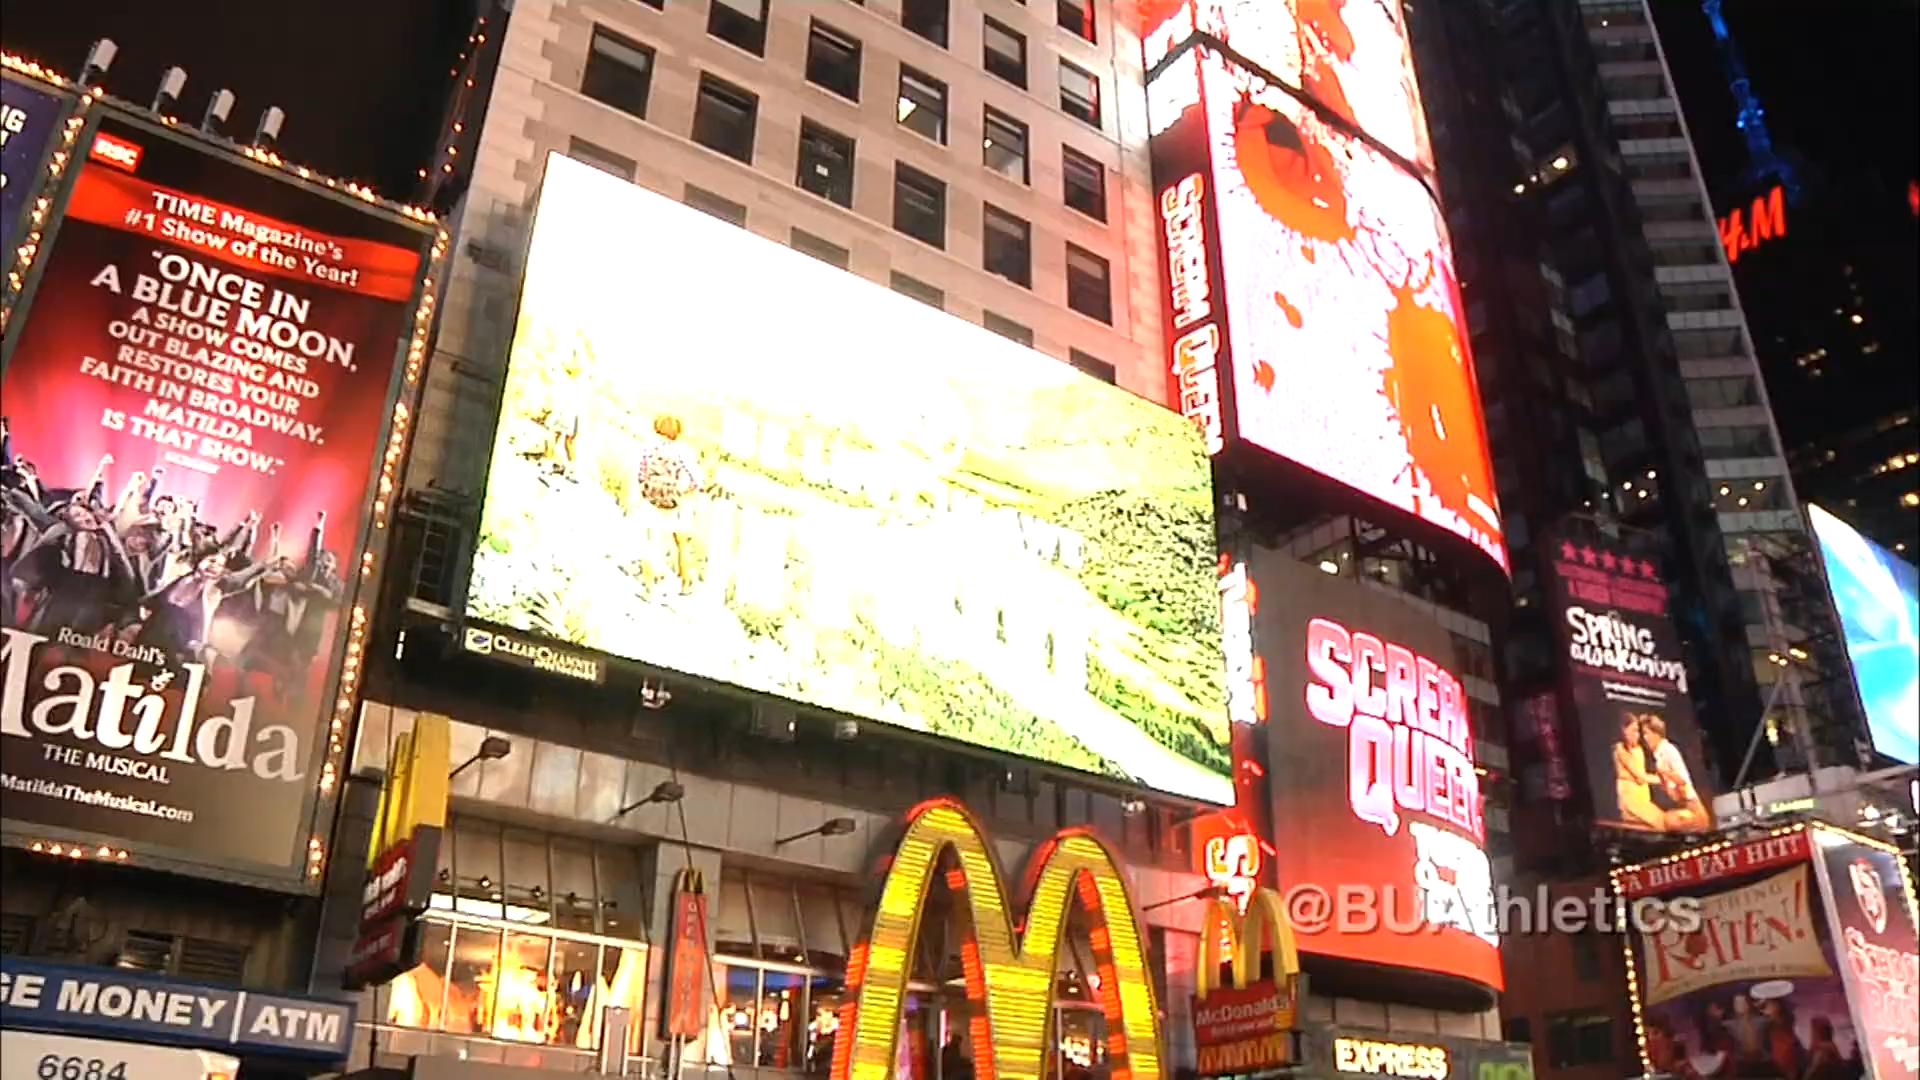 RSC
TIME Magazine's
#1 Show of the Year!
"ONCE IN
A BLUE MOON,
A SHOW COMES
OUT BLAZING AND
RESTORES YOUR
FAITH IN BROADWAY.
MATILDA
IS THAT SHOW."
Roald Dahl's
Matilda
THE MUSICAL
MatildaTheMusical.com
GE MONEY | ATM
6684
CLEARCHANNEL
SCREAM QUEEN
SCREAM
QUEEN
H&M
SPRING
awakening
@BUAthletics
A BIG, FAT HIT!
ROTTEN!
McDonald's
EXPRESS